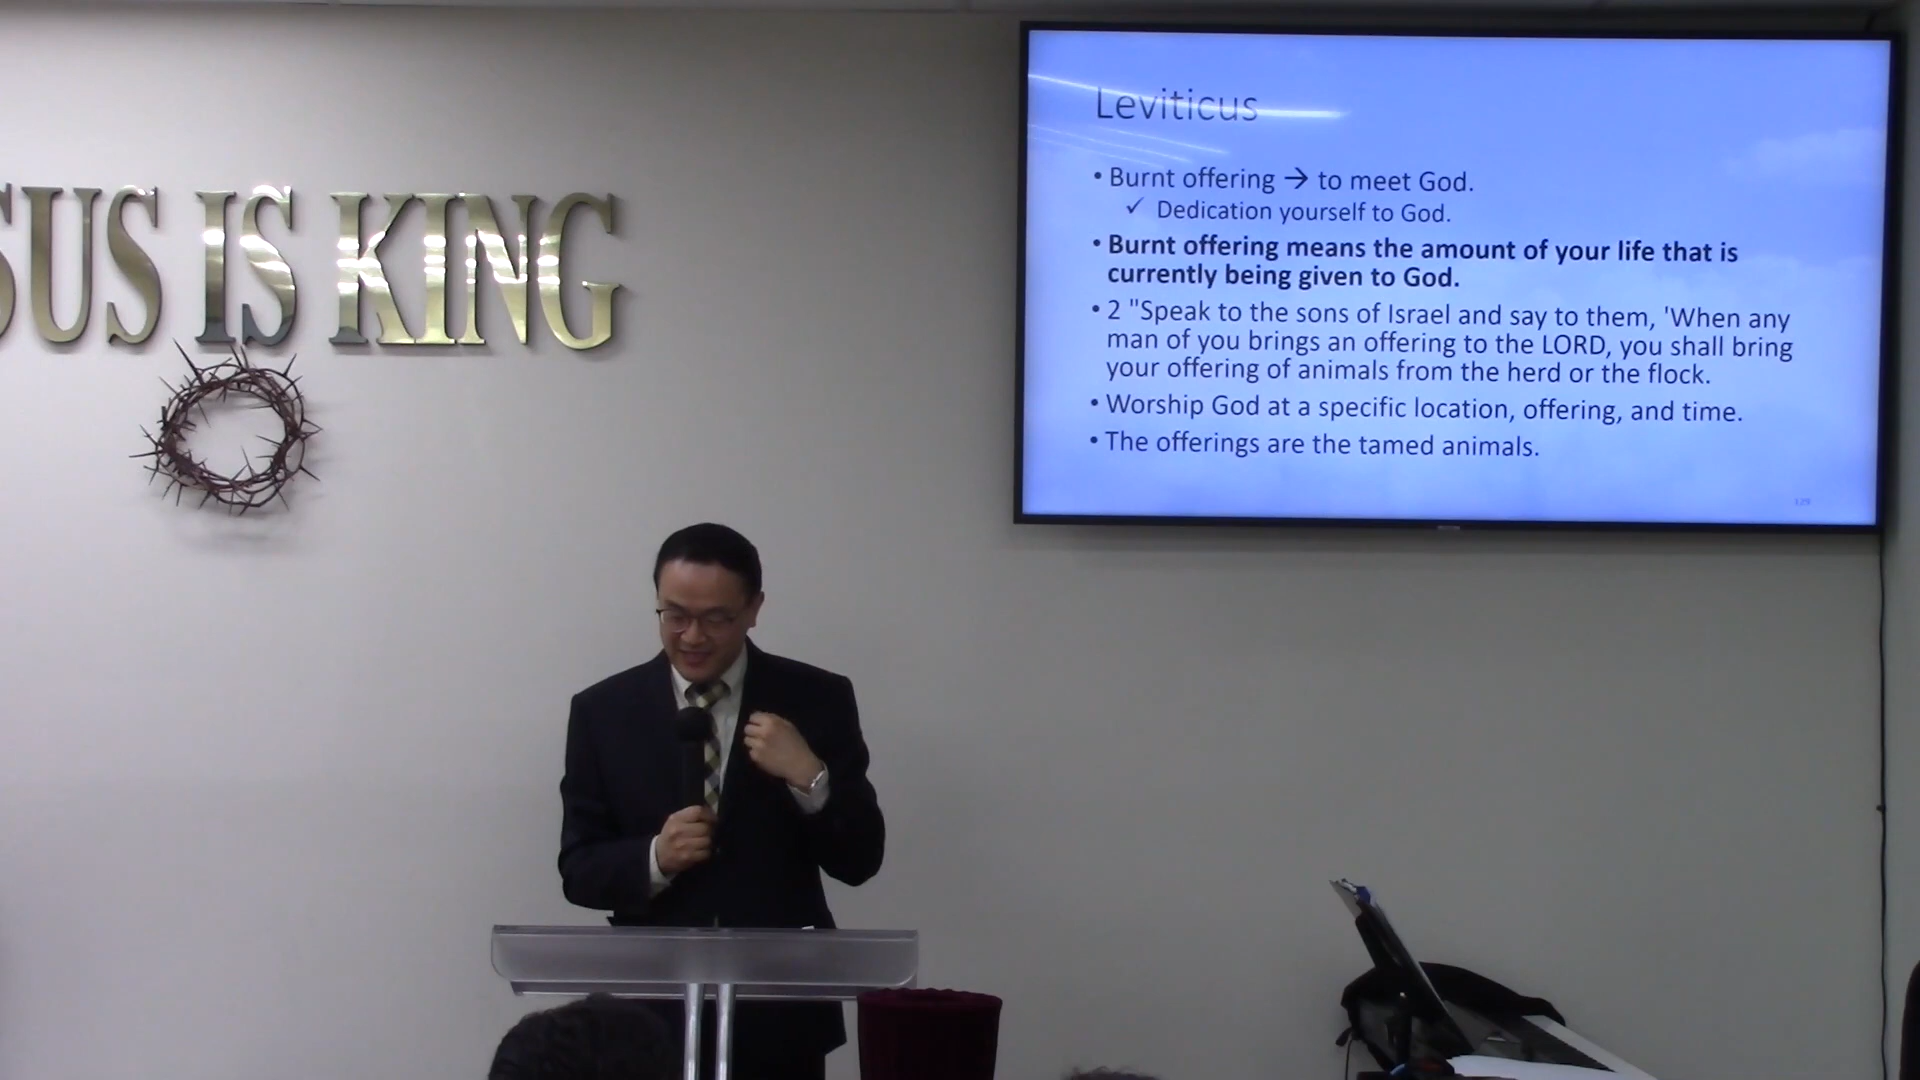 SUS IS KING
Leviticus
• Burnt offering → to meet God.
✓ Dedication yourself to God.
• Burnt offering means the amount of your life that is
currently being given to God.
• 2 "Speak to the sons of Israel and say to them, 'When any
man of you brings an offering to the LORD, you shall bring
your offering of animals from the herd or the flock.
• Worship God at a specific location, offering, and time.
• The offerings are the tamed animals.
129